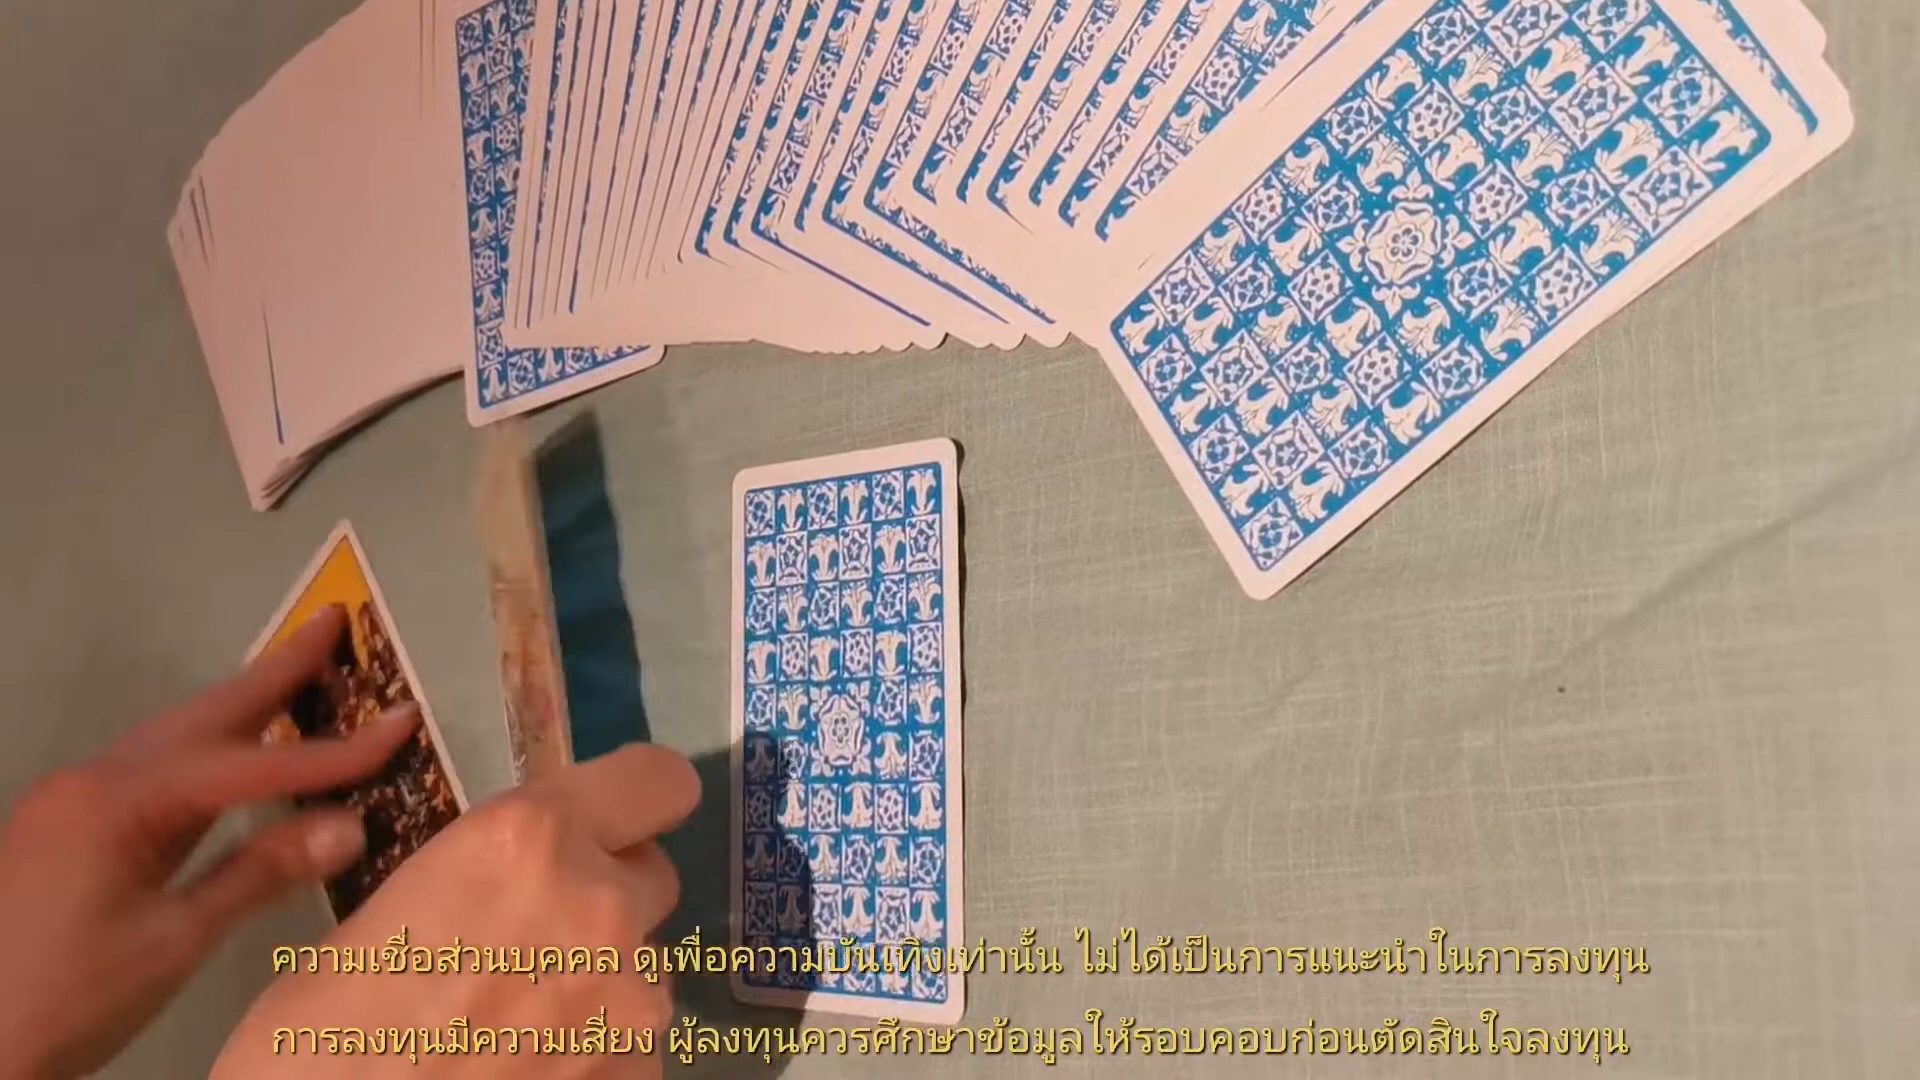 ความเชื่อส่วนบุคคล ดูเพื่อความบันเทิงเท่านั้น ไม่ได้เป็นการแนะนำในการลงทุน
การลงทุนมีความเสี่ยง ผู้ลงทุนควรศึกษาข้อมูลให้รอบคอบก่อนตัดสินใจลงทุน